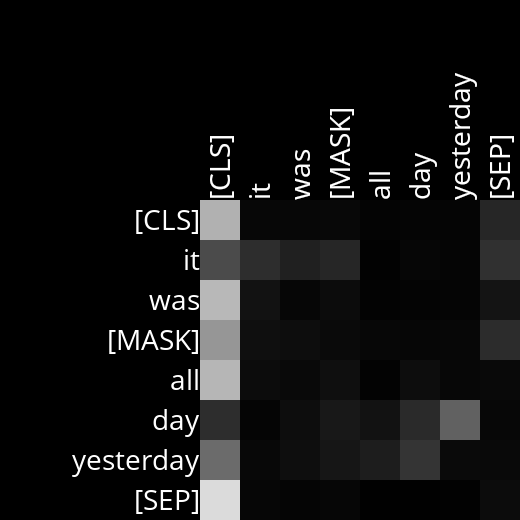 [CLS]
it
was
[MASK]
all
day
yesterday
[SEP]
[CLS]
it
was
[MASK]
all
day
yesterday
[SEP]